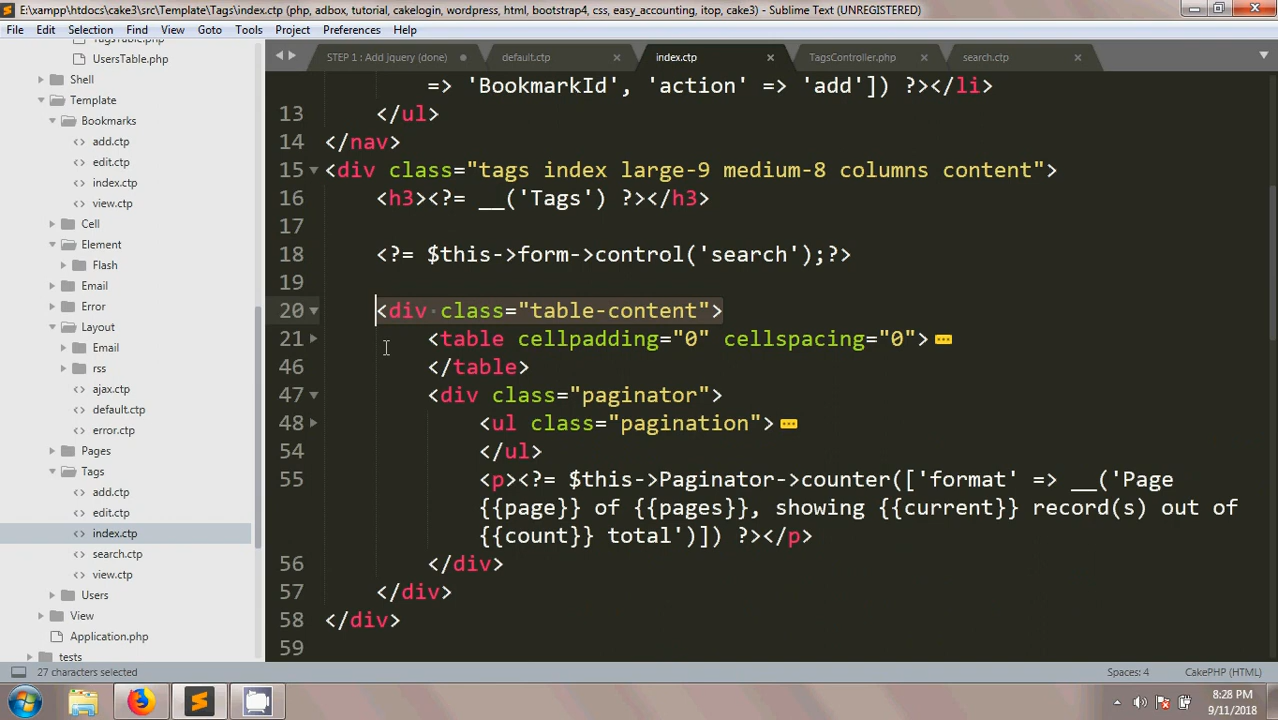 E:\xampp\htdocs\cake3\src\Template\Tags\index.ctp (php, adbox, tutorial, cakelogin, wordpress, html, bootstrap4, css, easy_accounting, iop, cake3) - Sublime Text (UNREGISTERED)
File Edit Selection Find View Goto Tools Project Preferences Help
TagsTable.php
UsersTable.php
Shell
Template
Bookmarks
add.ctp
edit.ctp
index.ctp
view.ctp
Cell
Element
Flash
Email
Error
Layout
Email
rss
ajax.ctp
default.ctp
error.ctp
Pages
Tags
add.ctp
edit.ctp
index.ctp
search.ctp
view.ctp
Users
View
Application.php
tests
STEP 1 : Add jquery (done) default.ctp index.ctp TagsController.php search.ctp
=> 'BookmarkId', 'action' => 'add']) ?></li>
13 </ul>
14 </nav>
15 <div class="tags index large-9 medium-8 columns content">
16 <h3><?= __('Tags') ?></h3>
17
18 <?= $this->form->control('search');?>
19
20 <div class="table-content">
21 <table cellpadding="0" cellspacing="0">
46 </table>
47 <div class="paginator">
48 <ul class="pagination">
54 </ul>
55 <p><?= $this->Paginator->counter(['format' => __('Page
{{page}} of {{pages}}, showing {{current}} record(s) out of
{{count}} total')]) ?></p>
56 </div>
57 </div>
58 </div>
59
27 characters selected Spaces: 4 CakePHP (HTML)
8:28 PM
9/11/2018